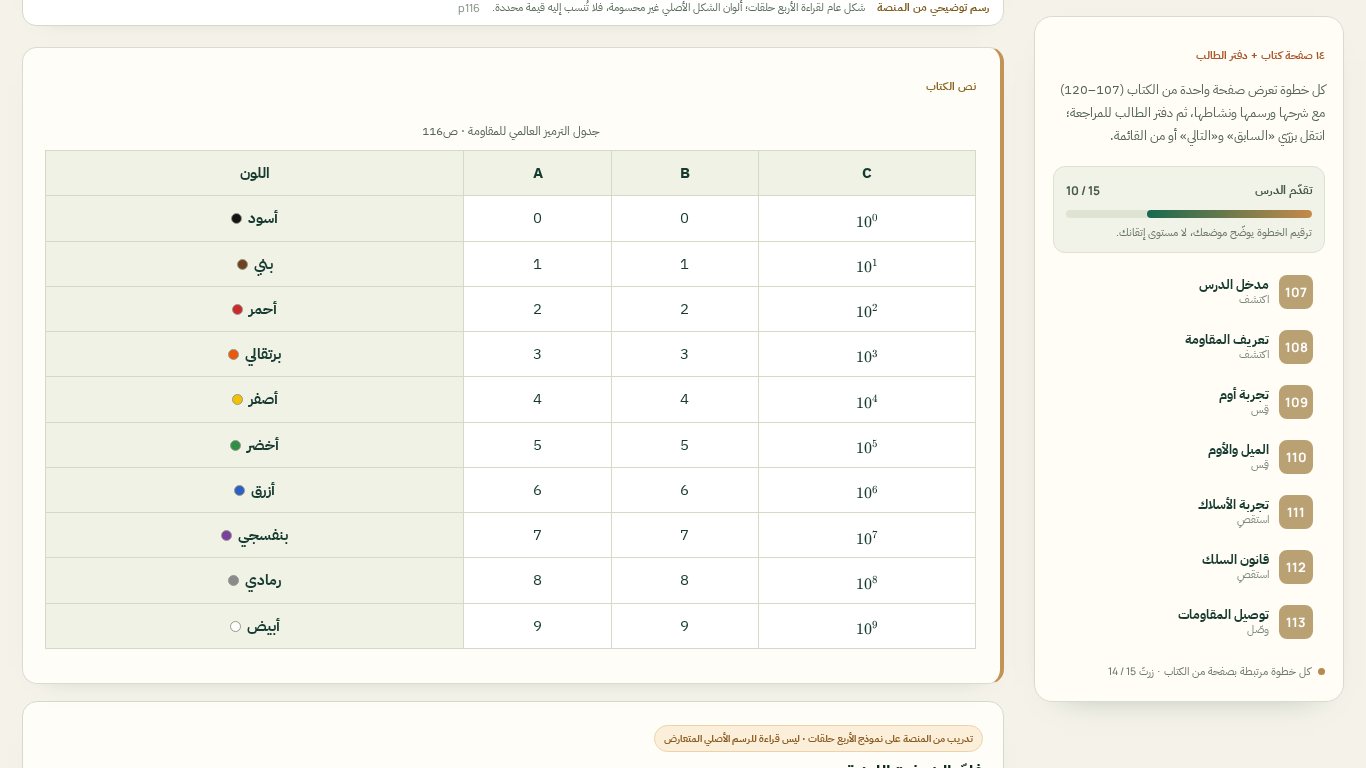 رسم توضيحي من المنصة شكل عام لقراءة الأربع حلقات؛ ألوان الشكل الأصلي غير محسومة، فلا تُنسب إليه قيمة محددة. p116
نص الكتاب
جدول الترميز العالمي للمقاومة · ص116
اللون A B C
أسود 0 0 10⁰
بني 1 1 10¹
أحمر 2 2 10²
برتقالي 3 3 10³
أصفر 4 4 10⁴
أخضر 5 5 10⁵
أزرق 6 6 10⁶
بنفسجي 7 7 10⁷
رمادي 8 8 10⁸
أبيض 9 9 10⁹
تدريب من المنصة على نموذج الأربع حلقات · ليس قراءة للرسم الأصلي المتعارض
١٤ صفحة كتاب + دفتر الطالب
كل خطوة تعرض صفحة واحدة من الكتاب (107–120)
مع شرحها ورسمها ونشاطها، ثم دفتر الطالب للمراجعة؛
انتقل بزرّي «السابق» و«التالي» أو من القائمة.
تقدّم الدرس 10 / 15
ترقيم الخطوة يوضّح موضعك، لا مستوى إتقانك.
107 مدخل الدرس
اكتشف
108 تعريف المقاومة
اكتشف
109 تجربة أوم
قِس
110 الميل والأوم
قِس
111 تجربة الأسلاك
استقصِ
112 قانون السلك
استقصِ
113 توصيل المقاومات
وصّل
كل خطوة مرتبطة بصفحة من الكتاب · زرتَ 15 / 14